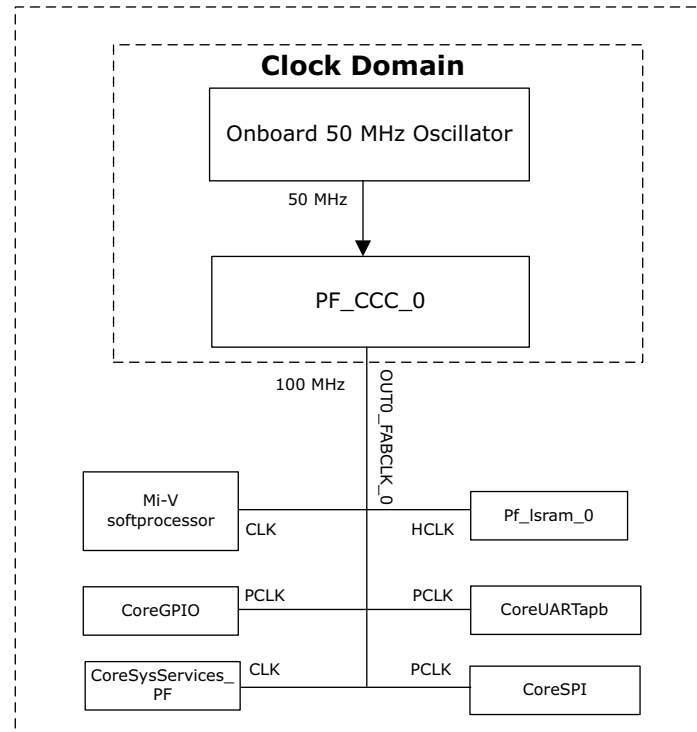 Clock Domain
Onboard 50 MHz Oscillator
50 MHz
PF_CCC_0
100 MHz
OUT0_FABCLK_0
Mi-V
softprocessor
CLK
HCLK
Pf_lsram_0
CoreGPIO
PCLK
PCLK
CoreUARTapb
CoreSysServices_
PF
CLK
PCLK
CoreSPI